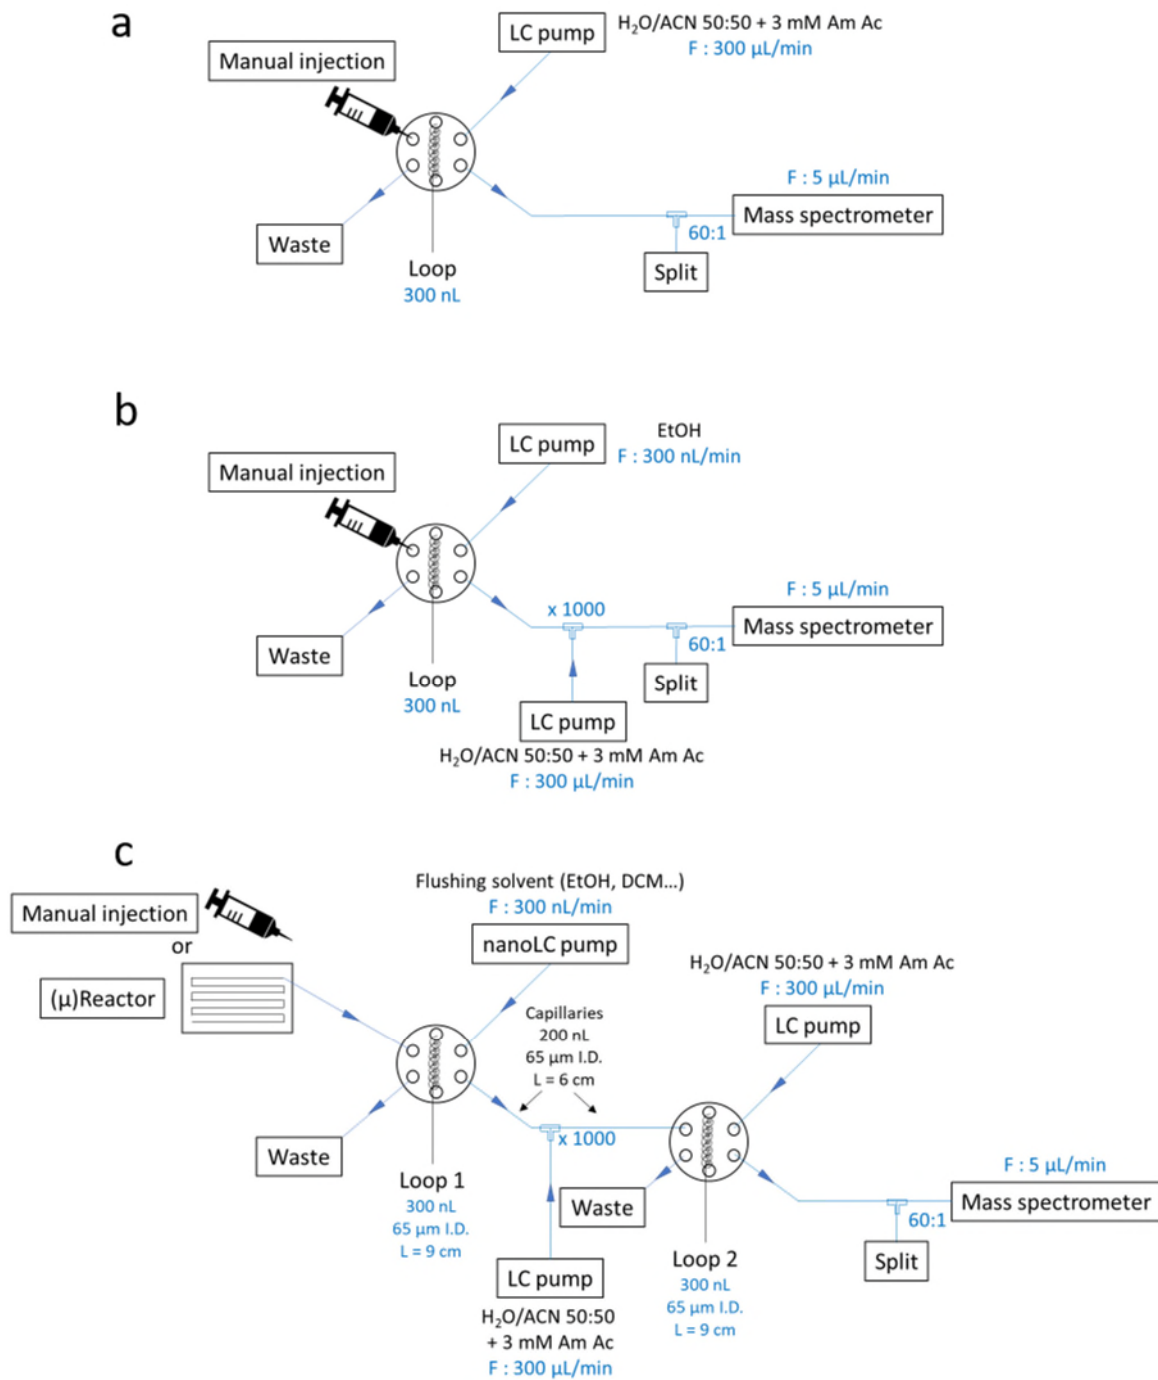 a
LC pump
H₂O/ACN 50:50 + 3 mM Am Ac
F : 300 µL/min
Manual injection
F : 5 µL/min
Mass spectrometer
60:1
Waste
Split
Loop
300 nL
b
LC pump
EtOH
F : 300 nL/min
Manual injection
F : 5 µL/min
x 1000
Mass spectrometer
60:1
Waste
Split
Loop
300 nL
LC pump
H₂O/ACN 50:50 + 3 mM Am Ac
F : 300 µL/min
c
Flushing solvent (EtOH, DCM...)
F : 300 nL/min
nanoLC pump
Manual injection
or
(µ)Reactor
H₂O/ACN 50:50 + 3 mM Am Ac
F : 300 µL/min
LC pump
Capillaries
200 nL
65 µm I.D.
L = 6 cm
x 1000
Waste
Loop 1
300 nL
65 µm I.D.
L = 9 cm
Waste
F : 5 µL/min
Mass spectrometer
60:1
Split
Loop 2
300 nL
65 µm I.D.
L = 9 cm
LC pump
H₂O/ACN 50:50
+ 3 mM Am Ac
F : 300 µL/min